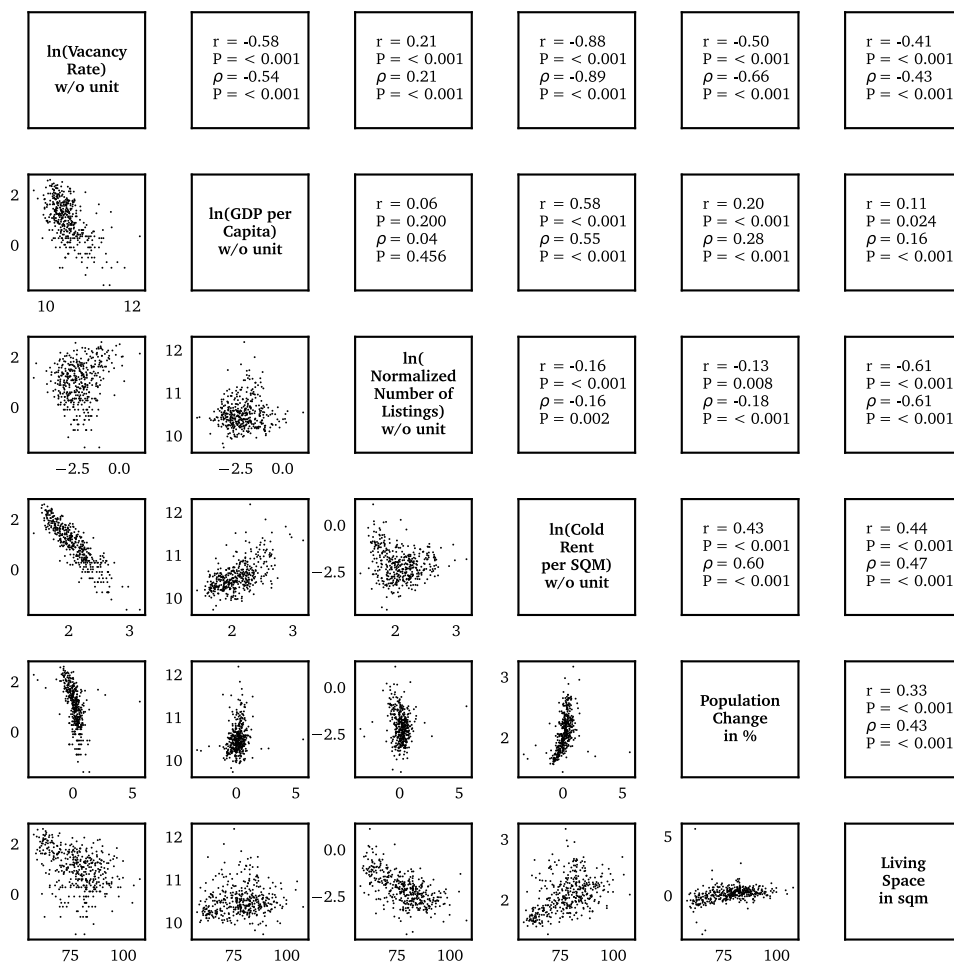 ln(Vacancy
Rate)
w/o unit
r = -0.58
P = < 0.001
ρ = -0.54
P = < 0.001
r = 0.21
P = < 0.001
ρ = 0.21
P = < 0.001
r = -0.88
P = < 0.001
ρ = -0.89
P = < 0.001
r = -0.50
P = < 0.001
ρ = -0.66
P = < 0.001
r = -0.41
P = < 0.001
ρ = -0.43
P = < 0.001
2
0
10 12
ln(GDP per
Capita)
w/o unit
r = 0.06
P = 0.200
ρ = 0.04
P = 0.456
r = 0.58
P = < 0.001
ρ = 0.55
P = < 0.001
r = 0.20
P = < 0.001
ρ = 0.28
P = < 0.001
r = 0.11
P = 0.024
ρ = 0.16
P = < 0.001
2
0
−2.5 0.0
12
11
10
−2.5 0.0
ln(
Normalized
Number of
Listings)
w/o unit
r = -0.16
P = < 0.001
ρ = -0.16
P = 0.002
r = -0.13
P = 0.008
ρ = -0.18
P = < 0.001
r = -0.61
P = < 0.001
ρ = -0.61
P = < 0.001
2
0
2 3
12
11
10
2 3
0.0
−2.5
2 3
ln(Cold
Rent
per SQM)
w/o unit
r = 0.43
P = < 0.001
ρ = 0.60
P = < 0.001
r = 0.44
P = < 0.001
ρ = 0.47
P = < 0.001
2
0
0 5
12
11
10
0 5
0.0
−2.5
0 5
3
2
0 5
Population
Change
in %
r = 0.33
P = < 0.001
ρ = 0.43
P = < 0.001
2
0
75 100
12
11
10
75 100
0.0
−2.5
75 100
3
2
75 100
5
0
75 100
Living
Space
in sqm